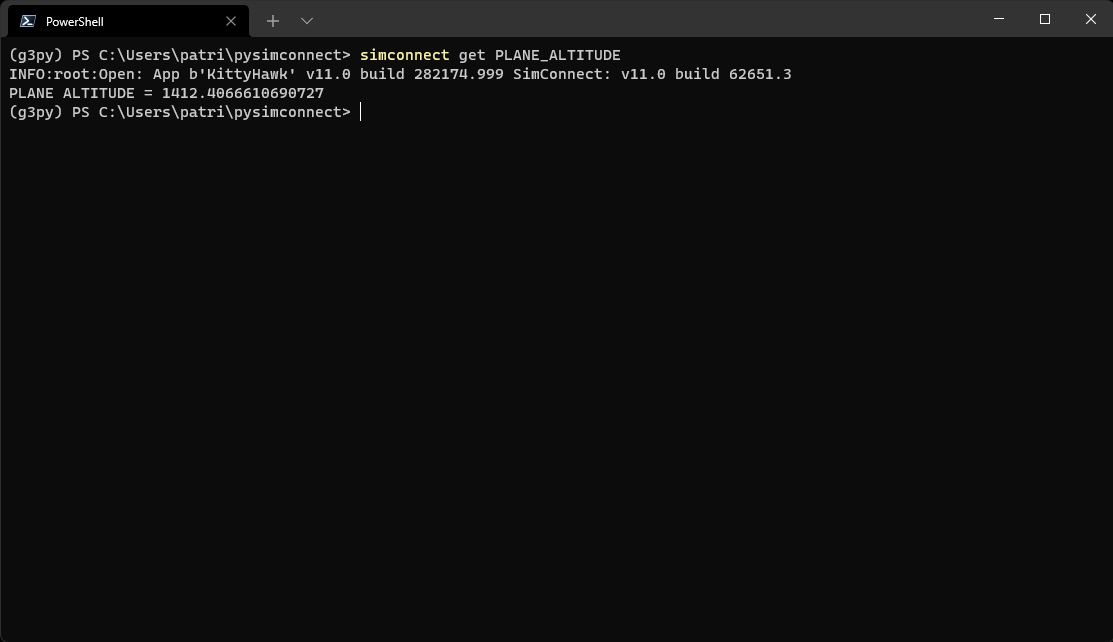 PowerShell
(g3py) PS C:\Users\patri\pysimconnect> simconnect get PLANE_ALTITUDE
INFO:root:Open: App b'KittyHawk' v11.0 build 282174.999 SimConnect: v11.0 build 62651.3
PLANE ALTITUDE = 1412.4066610690727
(g3py) PS C:\Users\patri\pysimconnect>